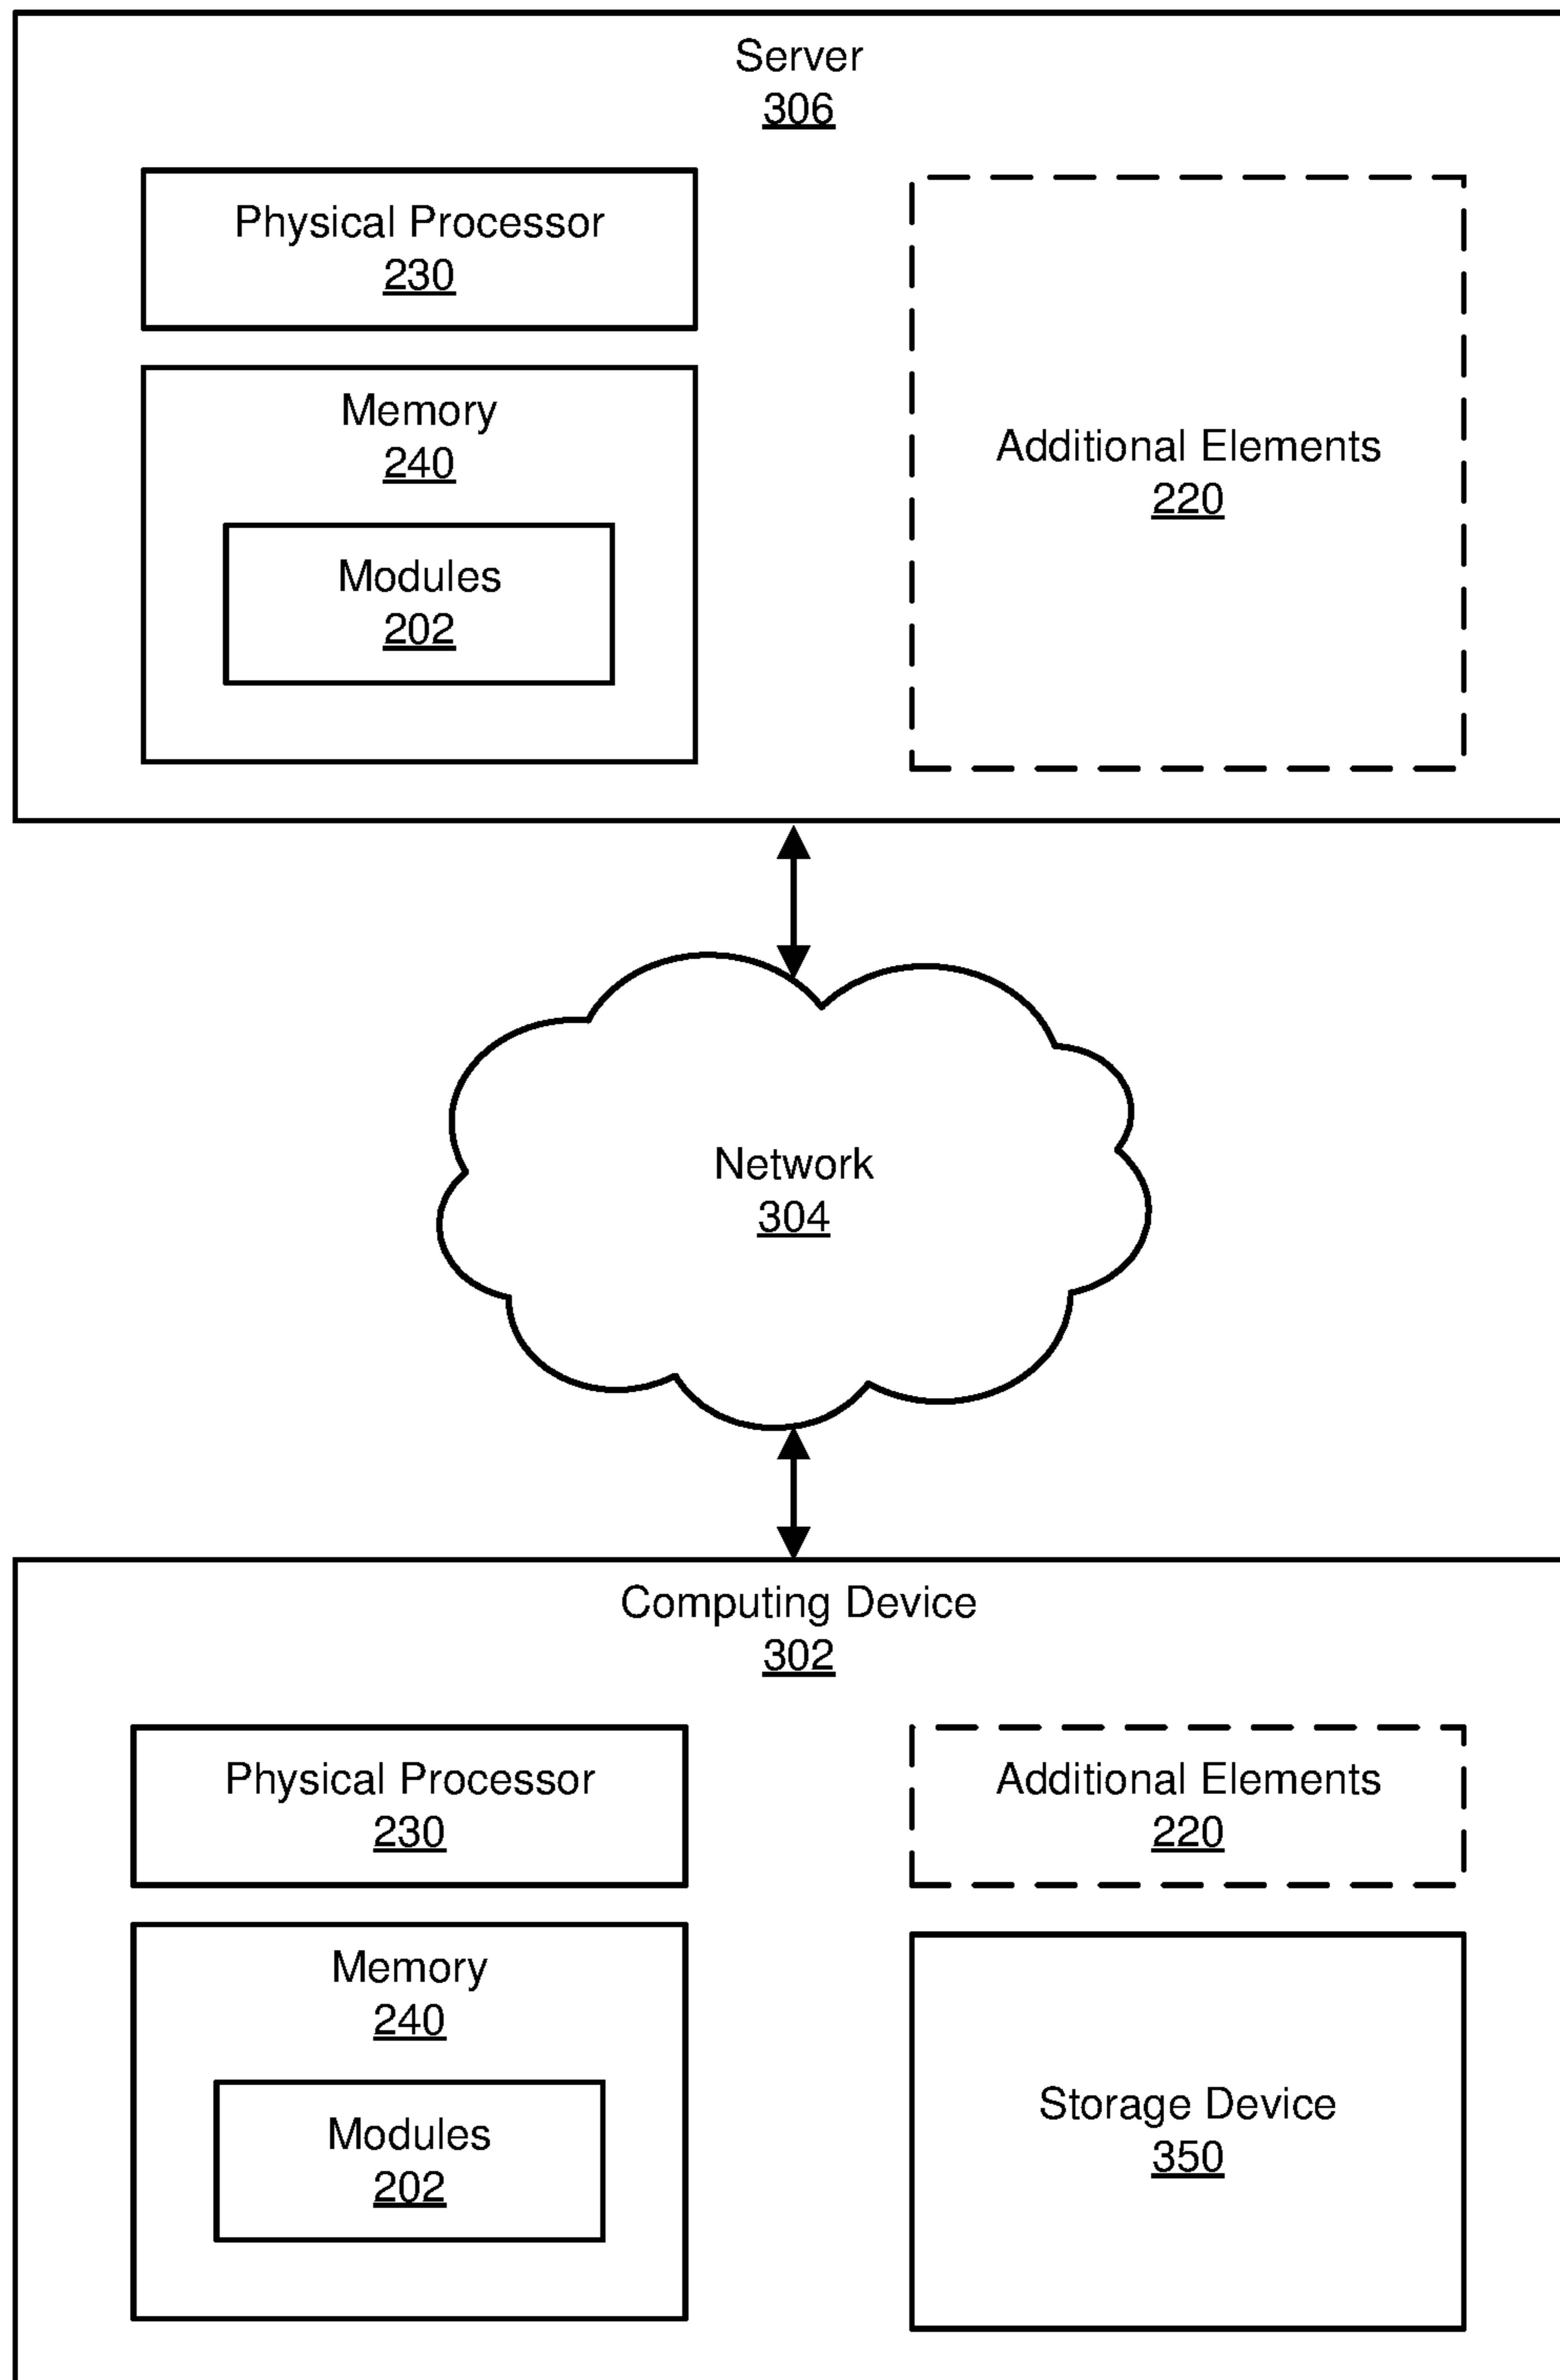 Server
306
Physical Processor
230
Memory
240
Modules
202
Additional Elements
220
Network
304
Computing Device
302
Physical Processor
230
Memory
240
Modules
202
Additional Elements
220
Storage Device
350